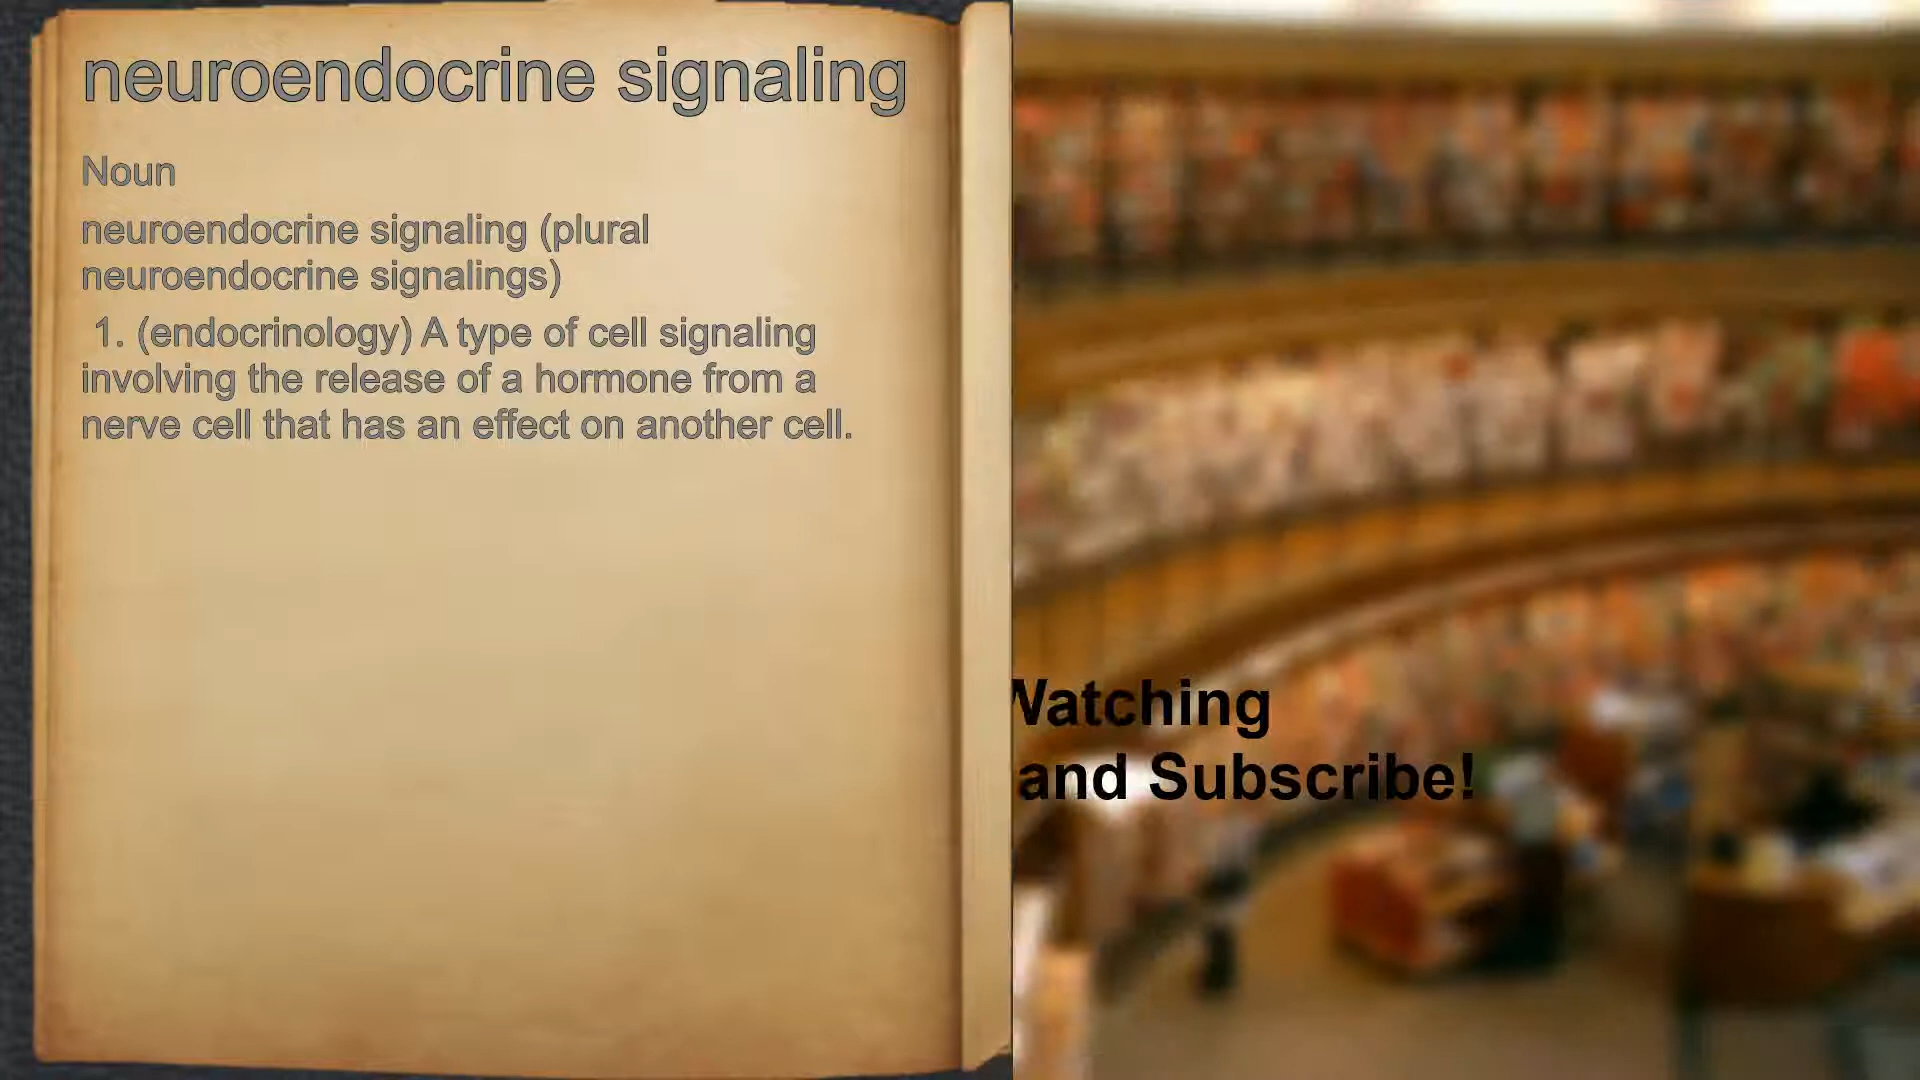 neuroendocrine signaling
Noun
neuroendocrine signaling (plural
neuroendocrine signalings)
1. (endocrinology) A type of cell signaling
involving the release of a hormone from a
nerve cell that has an effect on another cell.
Watching
and Subscribe!